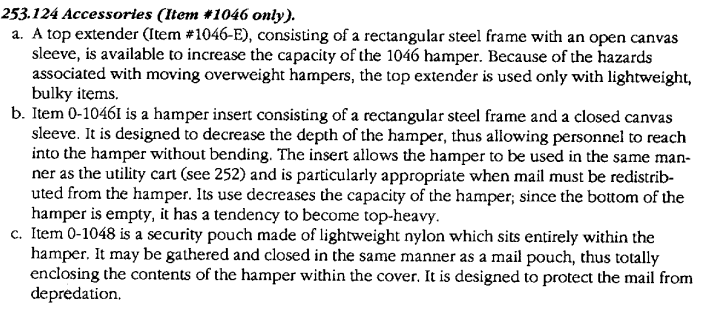 253.124 Accessories (Item #1046 only).
a. A top extender (Item #1046-E), consisting of a rectangular steel frame with an open canvas
sleeve, is available to increase the capacity of the 1046 hamper. Because of the hazards
associated with moving overweight hampers, the top extender is used only with lightweight,
bulky items.
b. Item 0-1046I is a hamper insert consisting of a rectangular steel frame and a closed canvas
sleeve. It is designed to decrease the depth of the hamper, thus allowing personnel to reach
into the hamper without bending. The insert allows the hamper to be used in the same man-
ner as the utility cart (see 252) and is particularly appropriate when mail must be redistrib-
uted from the hamper. Its use decreases the capacity of the hamper; since the bottom of the
hamper is empty, it has a tendency to become top-heavy.
c. Item 0-1048 is a security pouch made of lightweight nylon which sits entirely within the
hamper. It may be gathered and closed in the same manner as a mail pouch, thus totally
enclosing the contents of the hamper within the cover. It is designed to protect the mail from
depredation.